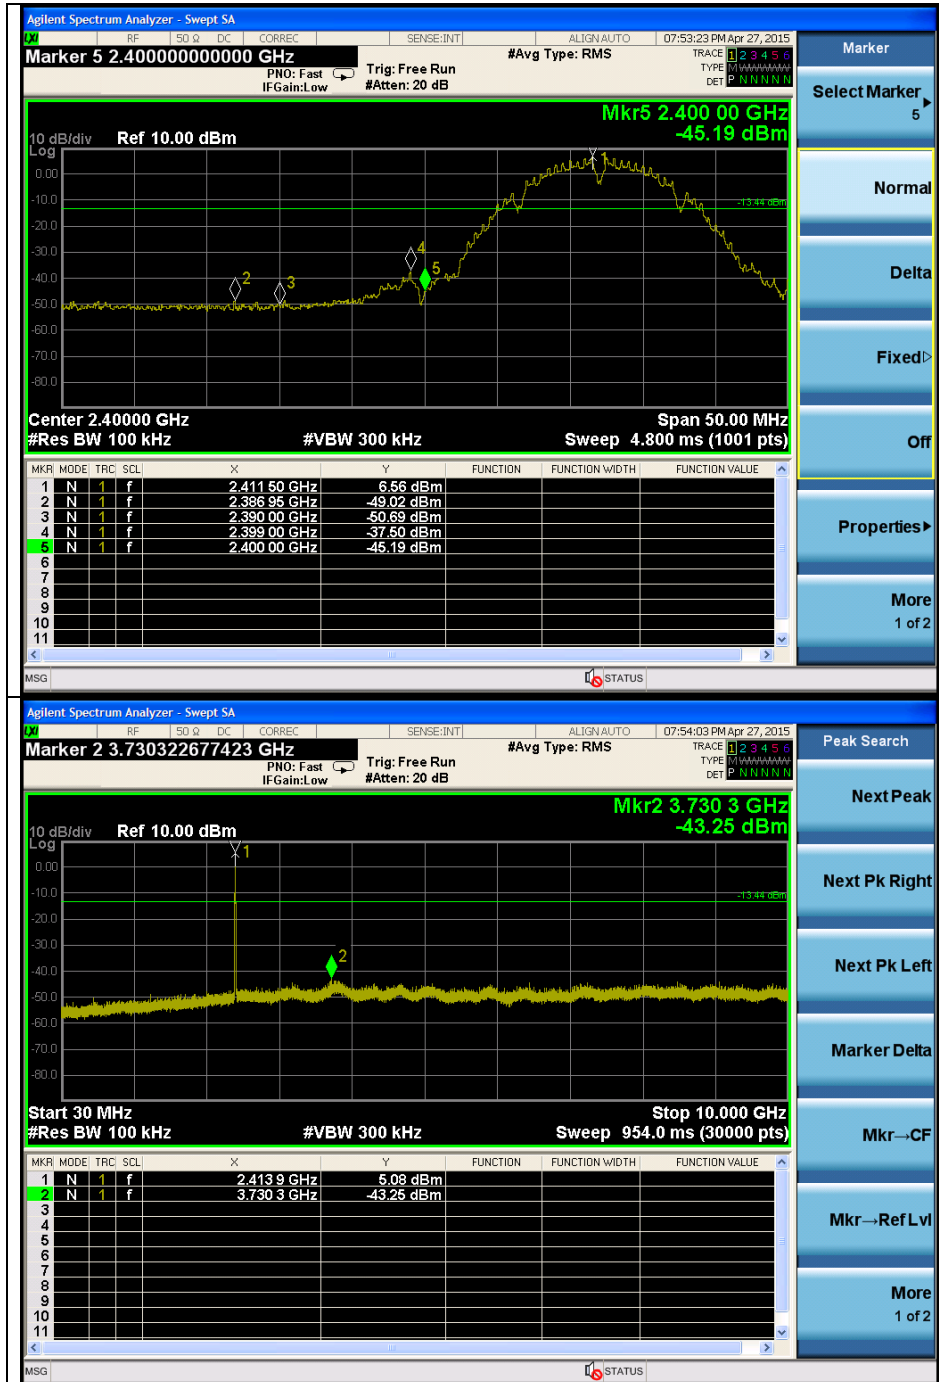 Agilent Spectrum Analyzer - Swept SA
LXI RF 50 Ω DC CORREC SENSE:INT ALIGN AUTO 07:53:23 PM Apr 27, 2015
Marker 5 2.400000000000 GHz
PNO: Fast
IFGain:Low
Trig: Free Run
#Atten: 20 dB
#Avg Type: RMS
TRACE 1 2 3 4 5 6
TYPE M
DET P N N N N N
Mkr5 2.400 00 GHz
-45.19 dBm
10 dB/div Ref 10.00 dBm
Log
0.00
-10.0
-20.0
-30.0
-40.0
-50.0
-60.0
-70.0
-80.0
-13.44 dBm
1
2
3
4
5
Center 2.40000 GHz Span 50.00 MHz
#Res BW 100 kHz #VBW 300 kHz Sweep 4.800 ms (1001 pts)
MKR MODE TRC SCL X Y FUNCTION FUNCTION WIDTH FUNCTION VALUE
1 N 1 f 2.411 50 GHz 6.56 dBm
2 N 1 f 2.386 95 GHz -49.02 dBm
3 N 1 f 2.390 00 GHz -50.69 dBm
4 N 1 f 2.399 00 GHz -37.50 dBm
5 N 1 f 2.400 00 GHz -45.19 dBm
6
7
8
9
10
11
MSG STATUS
Marker
Select Marker
5
Normal
Delta
Fixed
Off
Properties
More
1 of 2
Agilent Spectrum Analyzer - Swept SA
LXI RF 50 Ω DC CORREC SENSE:INT ALIGN AUTO 07:54:03 PM Apr 27, 2015
Marker 2 3.730322677423 GHz
PNO: Fast
IFGain:Low
Trig: Free Run
#Atten: 20 dB
#Avg Type: RMS
TRACE 1 2 3 4 5 6
TYPE M
DET P N N N N N
Mkr2 3.730 3 GHz
-43.25 dBm
10 dB/div Ref 10.00 dBm
Log
0.00
-10.0
-20.0
-30.0
-40.0
-50.0
-60.0
-70.0
-80.0
-13.44 dBm
1
2
Start 30 MHz Stop 10.000 GHz
#Res BW 100 kHz #VBW 300 kHz Sweep 954.0 ms (30000 pts)
MKR MODE TRC SCL X Y FUNCTION FUNCTION WIDTH FUNCTION VALUE
1 N 1 f 2.413 9 GHz 5.08 dBm
2 N 1 f 3.730 3 GHz -43.25 dBm
3
4
5
6
7
8
9
10
11
MSG STATUS
Peak Search
Next Peak
Next Pk Right
Next Pk Left
Marker Delta
Mkr→CF
Mkr→Ref Lvl
More
1 of 2